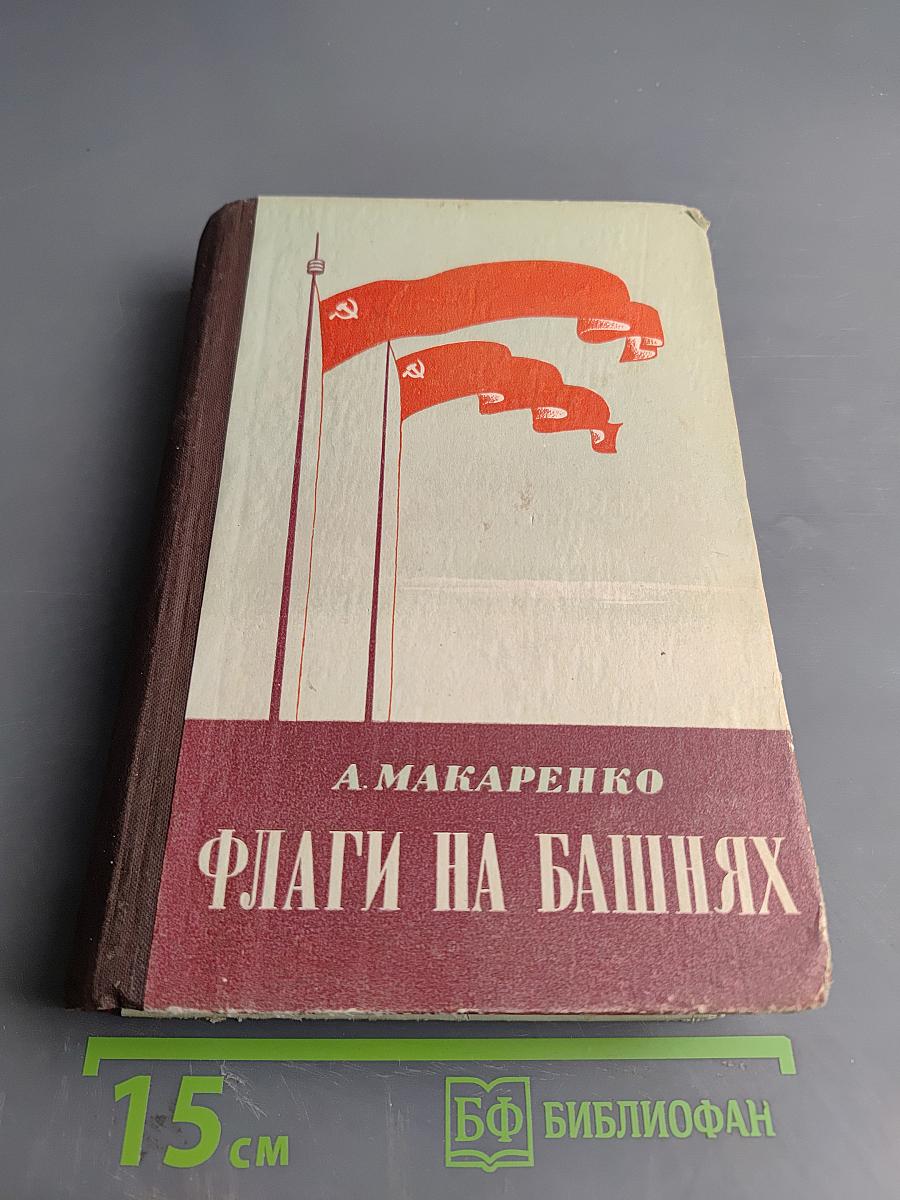 А. МАКАРЕНКО
ФЛАГИ НА БАШНЯХ
15 см
БФ БИБЛИОФАН